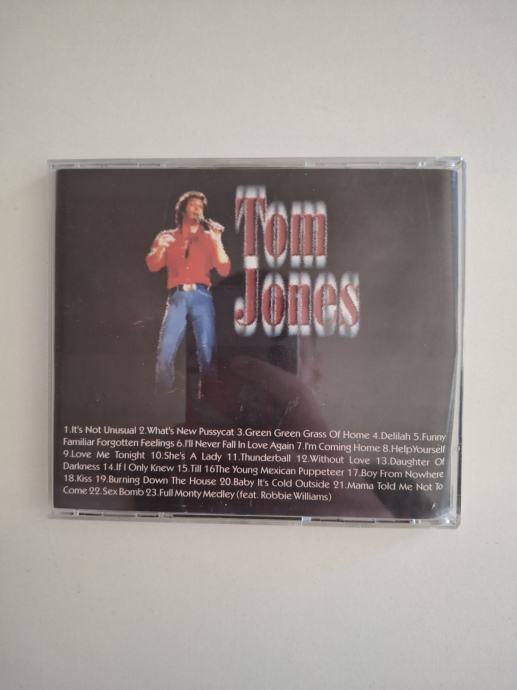 Tom
Jones
1.It's Not Unusual 2.What's New Pussycat 3.Green Green Grass Of Home 4.Delilah 5.Funny
Familiar Forgotten Feelings 6.I'll Never Fall In Love Again 7.I'm Coming Home 8.HelpYourself
9.Love Me Tonight 10.She's A Lady 11.Thunderball 12.Without Love 13.Daughter Of
Darkness 14.If I Only Knew 15.Till 16The Young Mexican Puppeteer 17.Boy From Nowhere
18.Kiss 19.Burning Down The House 20.Baby It's Cold Outside 21.Mama Told Me Not To
Come 22.Sex Bomb 23.Full Monty Medley (feat. Robbie Williams)